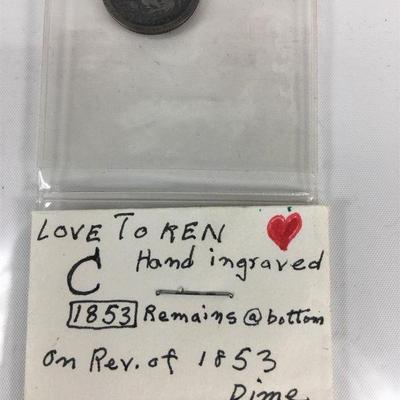 LOVE TOKEN
C Hand ingraved
1853 Remains @ bottom
on Rev. of 1853
Dime